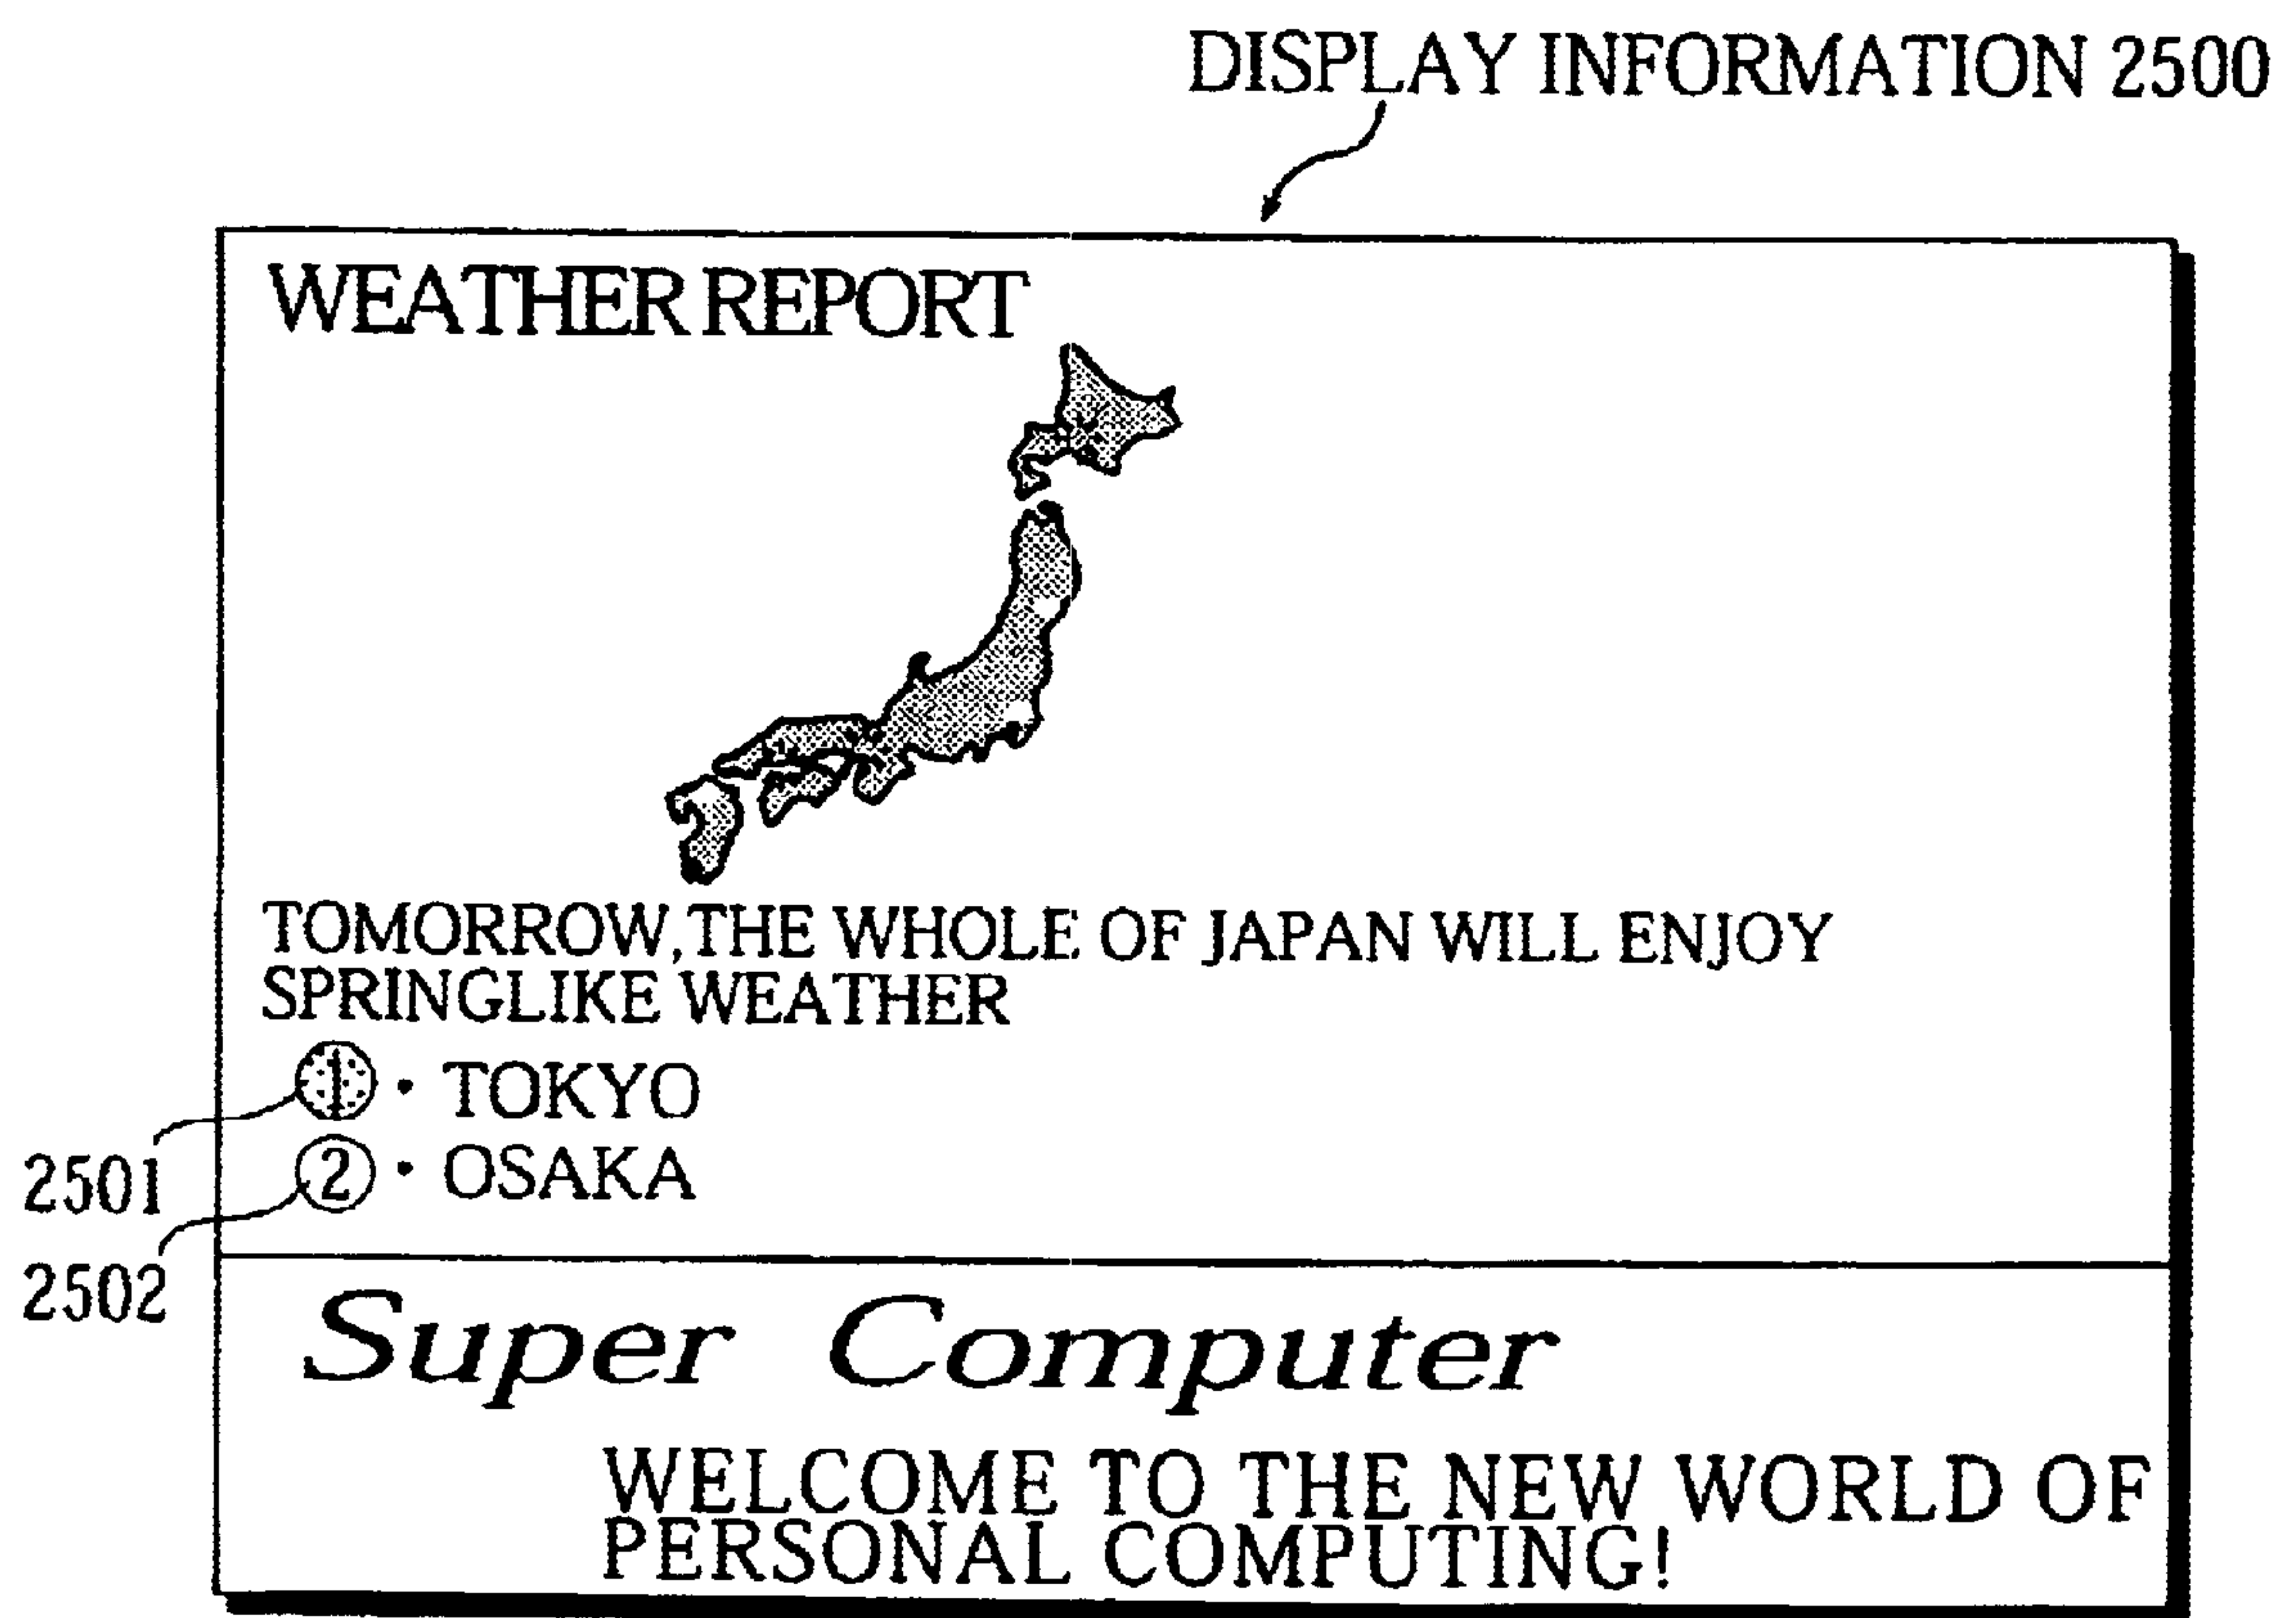 DISPLAY INFORMATION 2500
WEATHER REPORT
TOMORROW, THE WHOLE OF JAPAN WILL ENJOY
SPRINGLIKE WEATHER
① · TOKYO
2501
② · OSAKA
2502
Super Computer
WELCOME TO THE NEW WORLD OF
PERSONAL COMPUTING!